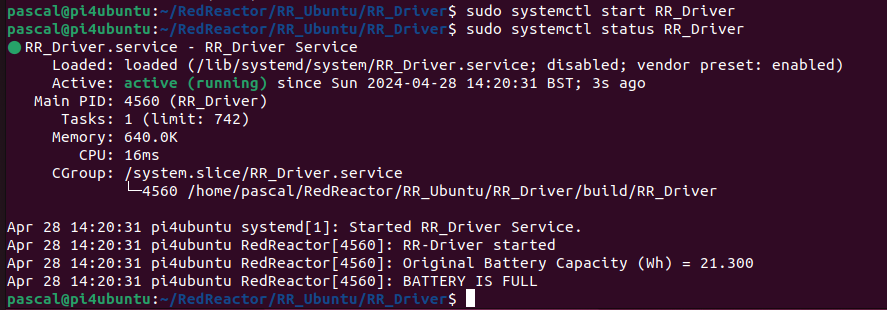 pascal@pi4ubuntu:~/RedReactor/RR_Ubuntu/RR_Driver$ sudo systemctl start RR_Driver
pascal@pi4ubuntu:~/RedReactor/RR_Ubuntu/RR_Driver$ sudo systemctl status RR_Driver
● RR_Driver.service - RR_Driver Service
     Loaded: loaded (/lib/systemd/system/RR_Driver.service; disabled; vendor preset: enabled)
     Active: active (running) since Sun 2024-04-28 14:20:31 BST; 3s ago
   Main PID: 4560 (RR_Driver)
      Tasks: 1 (limit: 742)
     Memory: 640.0K
        CPU: 16ms
     CGroup: /system.slice/RR_Driver.service
             └─4560 /home/pascal/RedReactor/RR_Ubuntu/RR_Driver/build/RR_Driver

Apr 28 14:20:31 pi4ubuntu systemd[1]: Started RR_Driver Service.
Apr 28 14:20:31 pi4ubuntu RedReactor[4560]: RR-Driver started
Apr 28 14:20:31 pi4ubuntu RedReactor[4560]: Original Battery Capacity (Wh) = 21.300
Apr 28 14:20:31 pi4ubuntu RedReactor[4560]: BATTERY IS FULL
pascal@pi4ubuntu:~/RedReactor/RR_Ubuntu/RR_Driver$